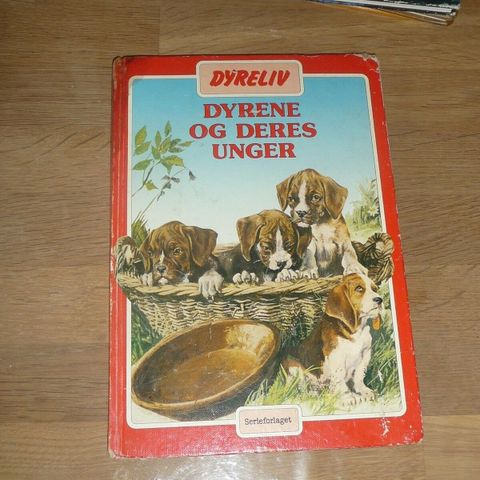 DYRELIV
DYRENE
OG DERES
UNGER
Serieforlaget